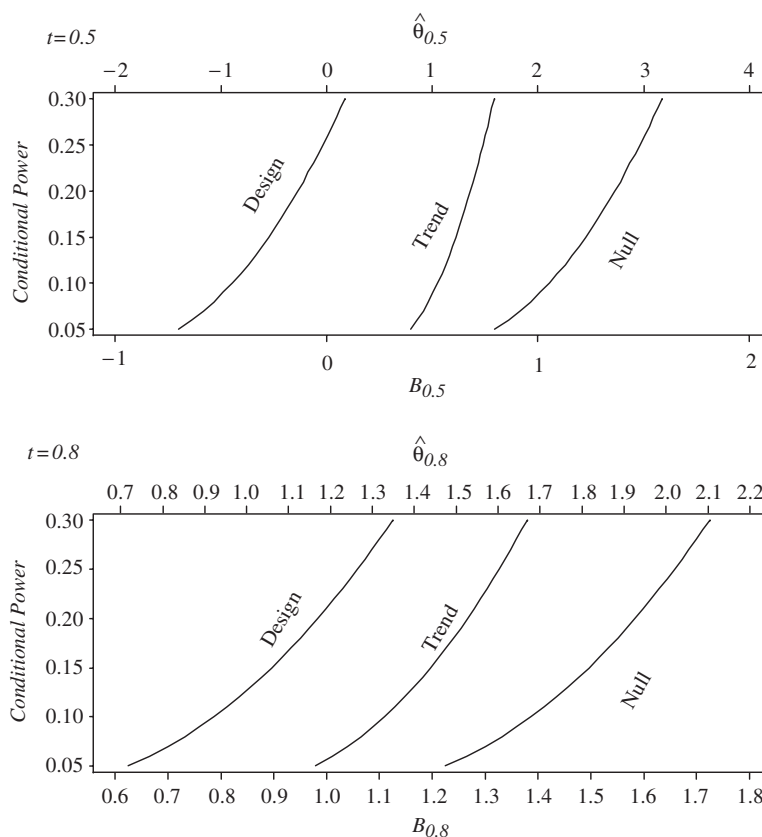 t=0.5
θ̂0.5
−2 −1 0 1 2 3 4
Conditional Power
0.30
0.25
0.20
0.15
0.10
0.05
Design
Trend
Null
−1 0 1 2
B0.5
t=0.8
θ̂0.8
0.7 0.8 0.9 1.0 1.1 1.2 1.3 1.4 1.5 1.6 1.7 1.8 1.9 2.0 2.1 2.2
Conditional Power
0.30
0.25
0.20
0.15
0.10
0.05
Design
Trend
Null
0.6 0.7 0.8 0.9 1.0 1.1 1.2 1.3 1.4 1.5 1.6 1.7 1.8
B0.8